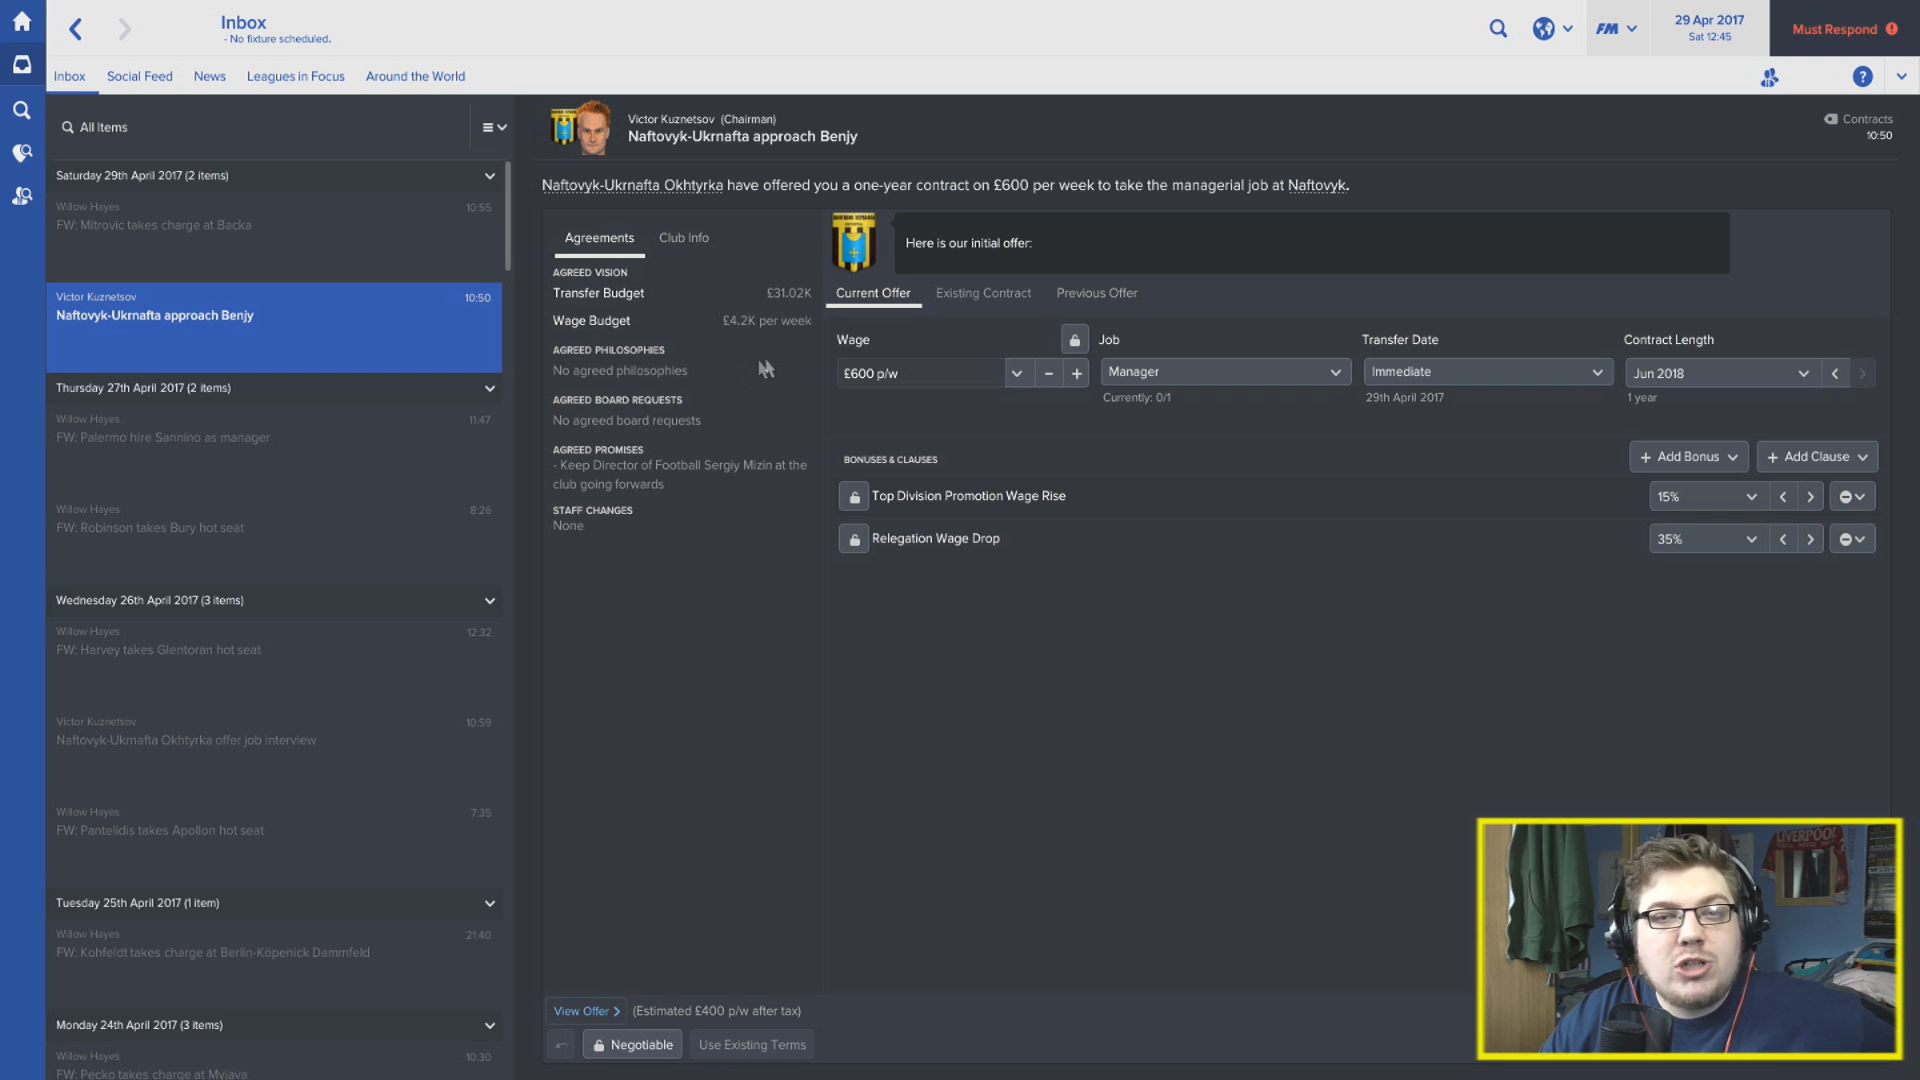 Inbox
- No fixture scheduled.
FM
29 Apr 2017
Sat 12:45
Must Respond
Inbox
Social Feed
News
Leagues in Focus
Around the World
?
All Items
Saturday 29th April 2017 (2 items)
Willow Hayes
10:55
FW: Mitrovic takes charge at Backa
Victor Kuznetsov
10:50
Naftovyk-Ukrnafta approach Benjy
Thursday 27th April 2017 (2 items)
Willow Hayes
11:47
FW: Palermo hire Sannino as manager
Willow Hayes
8:26
FW: Robinson takes Bury hot seat
Wednesday 26th April 2017 (3 items)
Willow Hayes
12:32
FW: Harvey takes Glentoran hot seat
Victor Kuznetsov
10:59
Naftovyk-Ukrnafta Okhtyrka offer job interview
Willow Hayes
7:35
FW: Pantelidis takes Apollon hot seat
Tuesday 25th April 2017 (1 item)
Willow Hayes
21:40
FW: Kohfeldt takes charge at Berlin-Köpenick Dammfeld
Monday 24th April 2017 (3 items)
Willow Hayes
10:30
FW: Pecko takes charge at Myjava
Victor Kuznetsov (Chairman)
Naftovyk-Ukrnafta approach Benjy
Contracts
10:50
Naftovyk-Ukrnafta Okhtyrka have offered you a one-year contract on £600 per week to take the managerial job at Naftovyk.
Agreements
Club Info
AGREED VISION
Transfer Budget
£31.02K
Wage Budget
£4.2K per week
AGREED PHILOSOPHIES
No agreed philosophies
AGREED BOARD REQUESTS
No agreed board requests
AGREED PROMISES
- Keep Director of Football Sergiy Mizin at the
club going forwards
STAFF CHANGES
None
Here is our initial offer:
Current Offer
Existing Contract
Previous Offer
Wage
Job
Transfer Date
Contract Length
£600 p/w
Manager
Immediate
Jun 2018
Currently: 0/1
29th April 2017
1 year
BONUSES & CLAUSES
+ Add Bonus
+ Add Clause
Top Division Promotion Wage Rise
15%
Relegation Wage Drop
35%
View Offer >
(Estimated £400 p/w after tax)
Negotiable
Use Existing Terms
LIVERPOOL